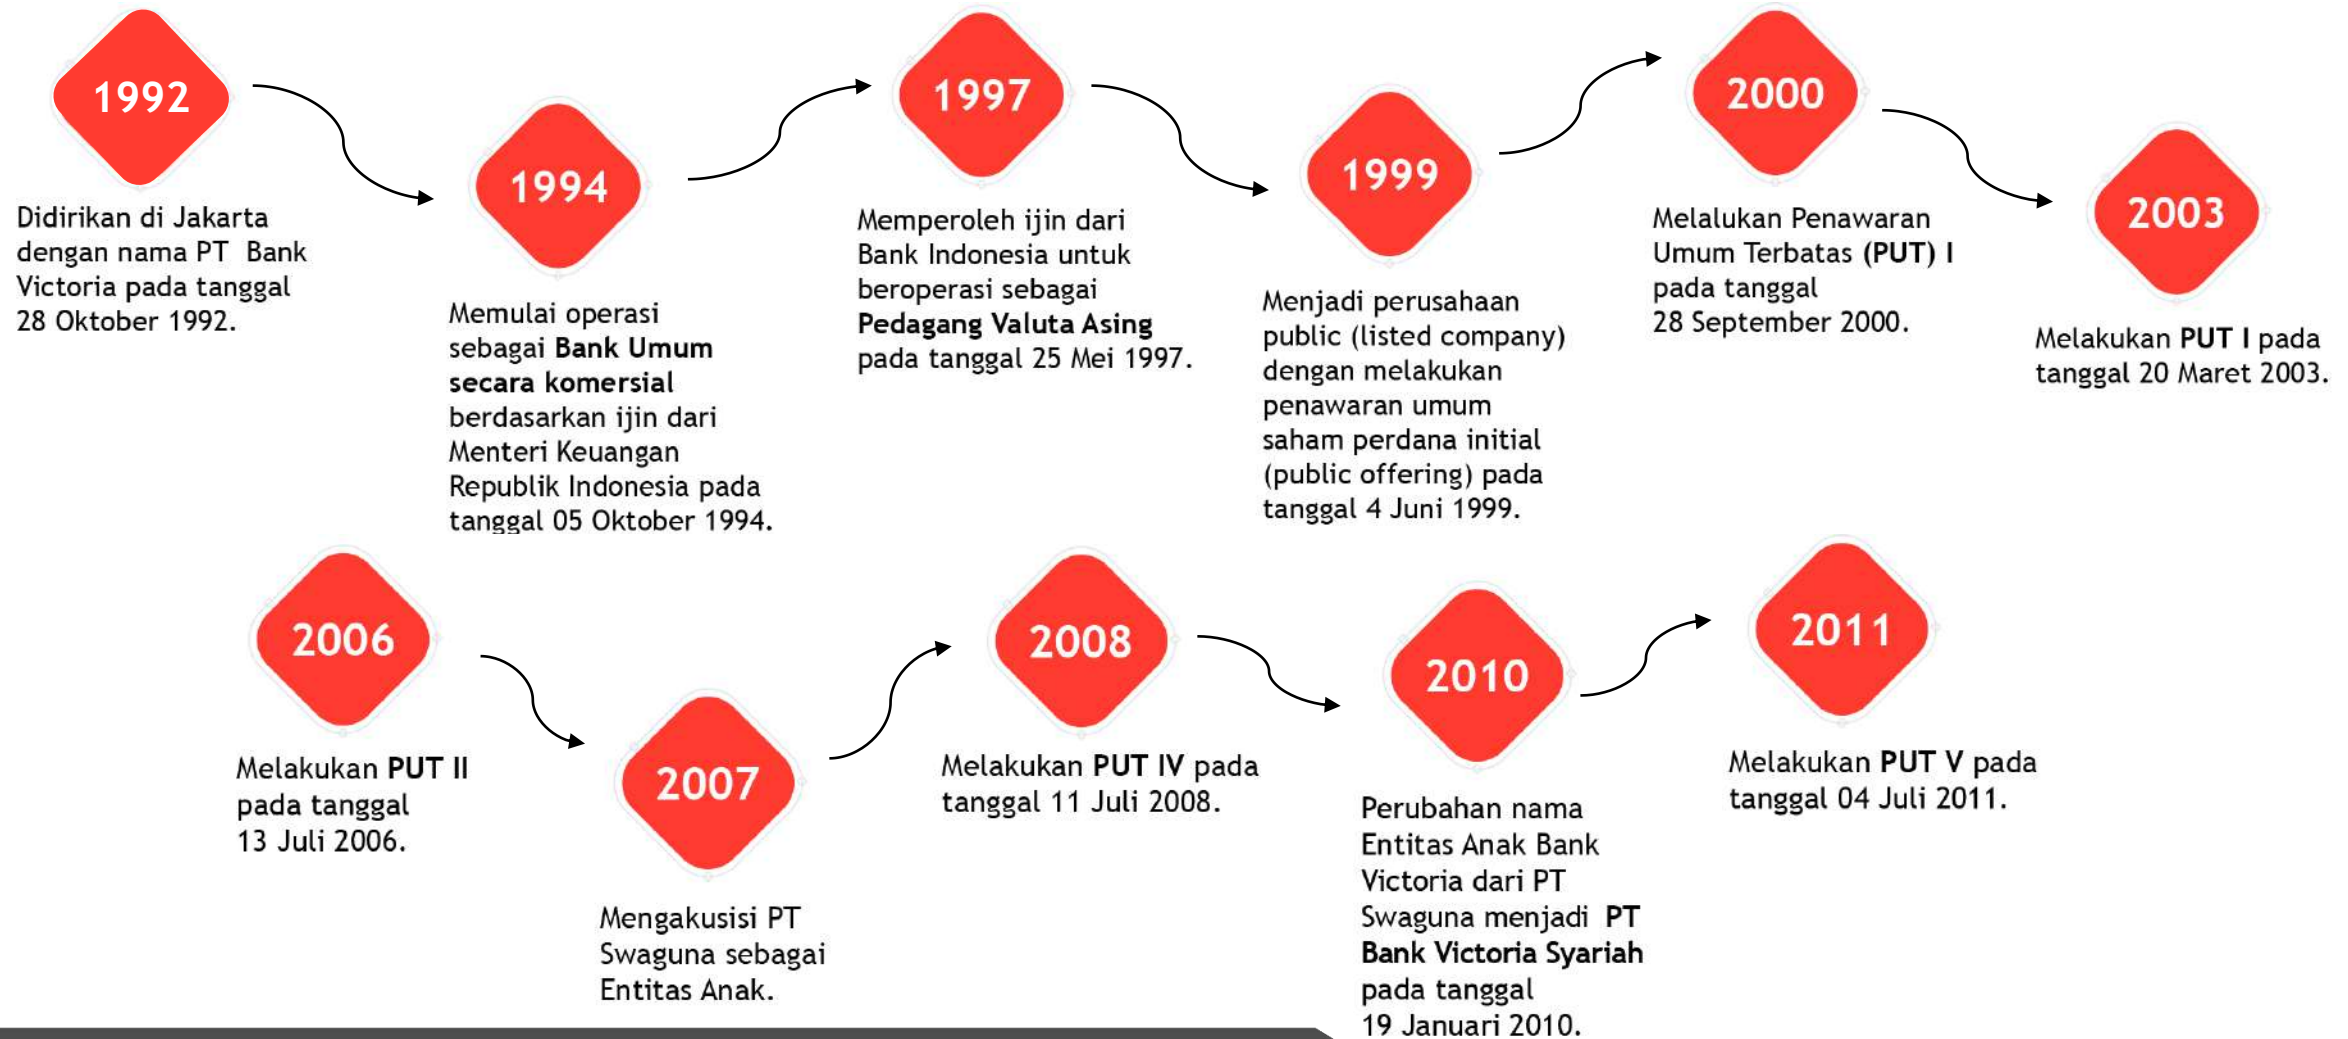 1992
Didirikan di Jakarta
dengan nama PT Bank
Victoria pada tanggal
28 Oktober 1992.
1994
Memulai operasi
sebagai Bank Umum
secara komersial
berdasarkan ijin dari
Menteri Keuangan
Republik Indonesia pada
tanggal 05 Oktober 1994.
1997
Memperoleh ijin dari
Bank Indonesia untuk
beroperasi sebagai
Pedagang Valuta Asing
pada tanggal 25 Mei 1997.
1999
Menjadi perusahaan
public (listed company)
dengan melakukan
penawaran umum
saham perdana initial
(public offering) pada
tanggal 4 Juni 1999.
2000
Melalukan Penawaran
Umum Terbatas (PUT) I
pada tanggal
28 September 2000.
2003
Melakukan PUT I pada
tanggal 20 Maret 2003.
2006
Melakukan PUT II
pada tanggal
13 Juli 2006.
2007
Mengakusisi PT
Swaguna sebagai
Entitas Anak.
2008
Melakukan PUT IV pada
tanggal 11 Juli 2008.
2010
Perubahan nama
Entitas Anak Bank
Victoria dari PT
Swaguna menjadi PT
Bank Victoria Syariah
pada tanggal
19 Januari 2010.
2011
Melakukan PUT V pada
tanggal 04 Juli 2011.